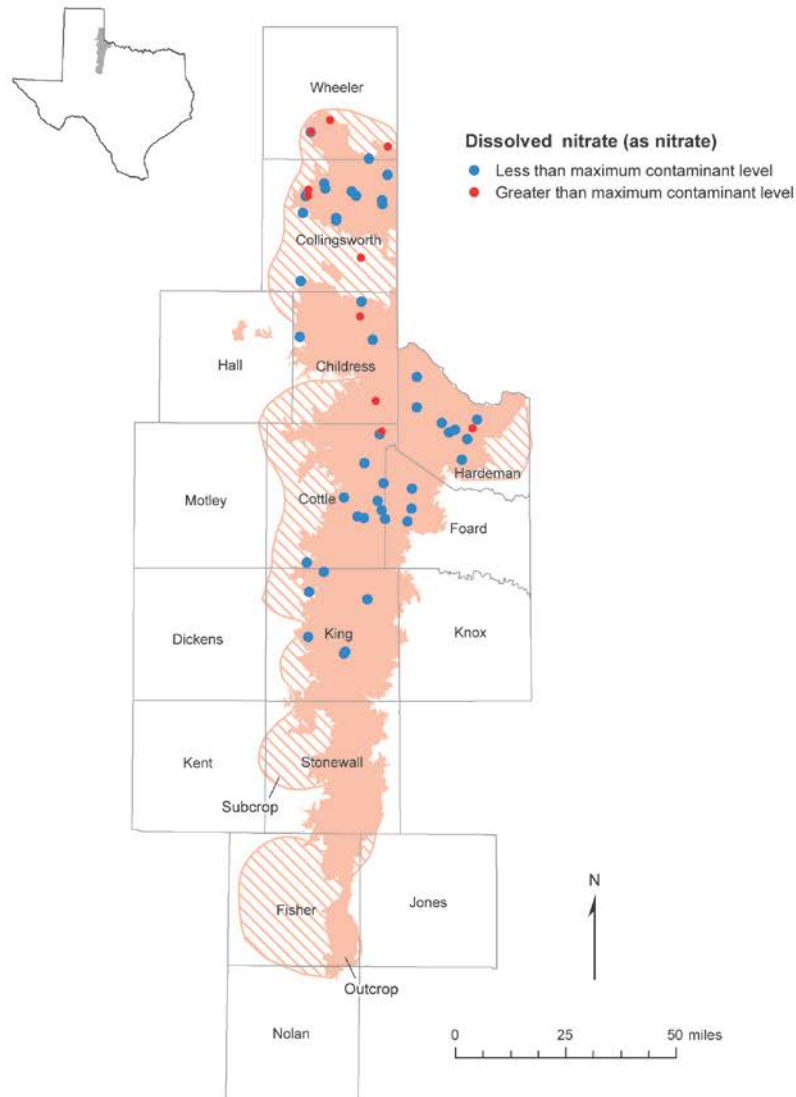 Wheeler
Dissolved nitrate (as nitrate)
Less than maximum contaminant level
Greater than maximum contaminant level
Collingsworth
Hall
Childress
Hardeman
Motley
Cottle
Foard
Dickens
King
Knox
Kent
Stonewall
Subcrop
N
Fisher
Jones
Outcrop
Nolan
0 25 50 miles